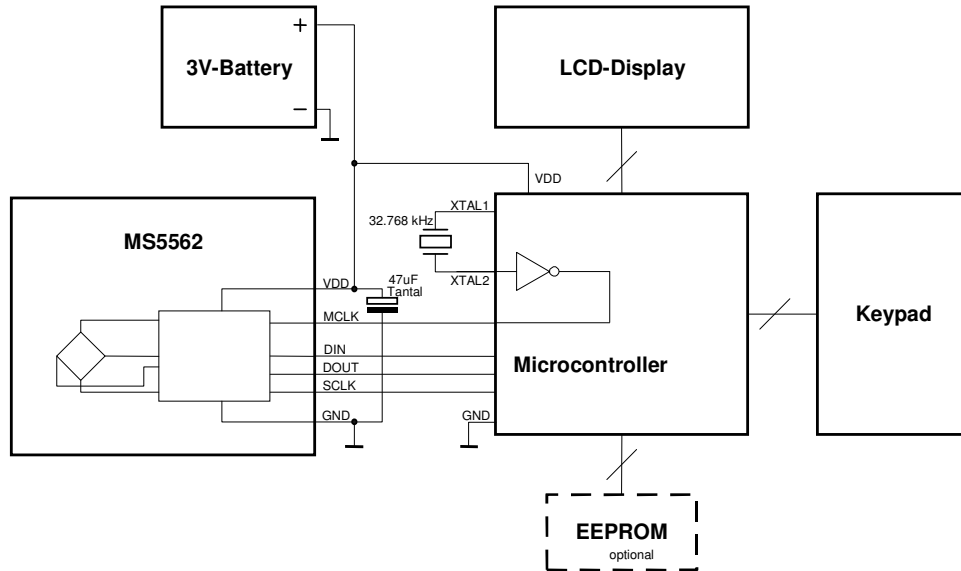 +
3V-Battery
−
LCD-Display
VDD
MS5562
32.768 kHz
XTAL1
XTAL2
VDD
47uF
Tantal
MCLK
DIN
DOUT
SCLK
GND
Microcontroller
GND
Keypad
EEPROM
optional